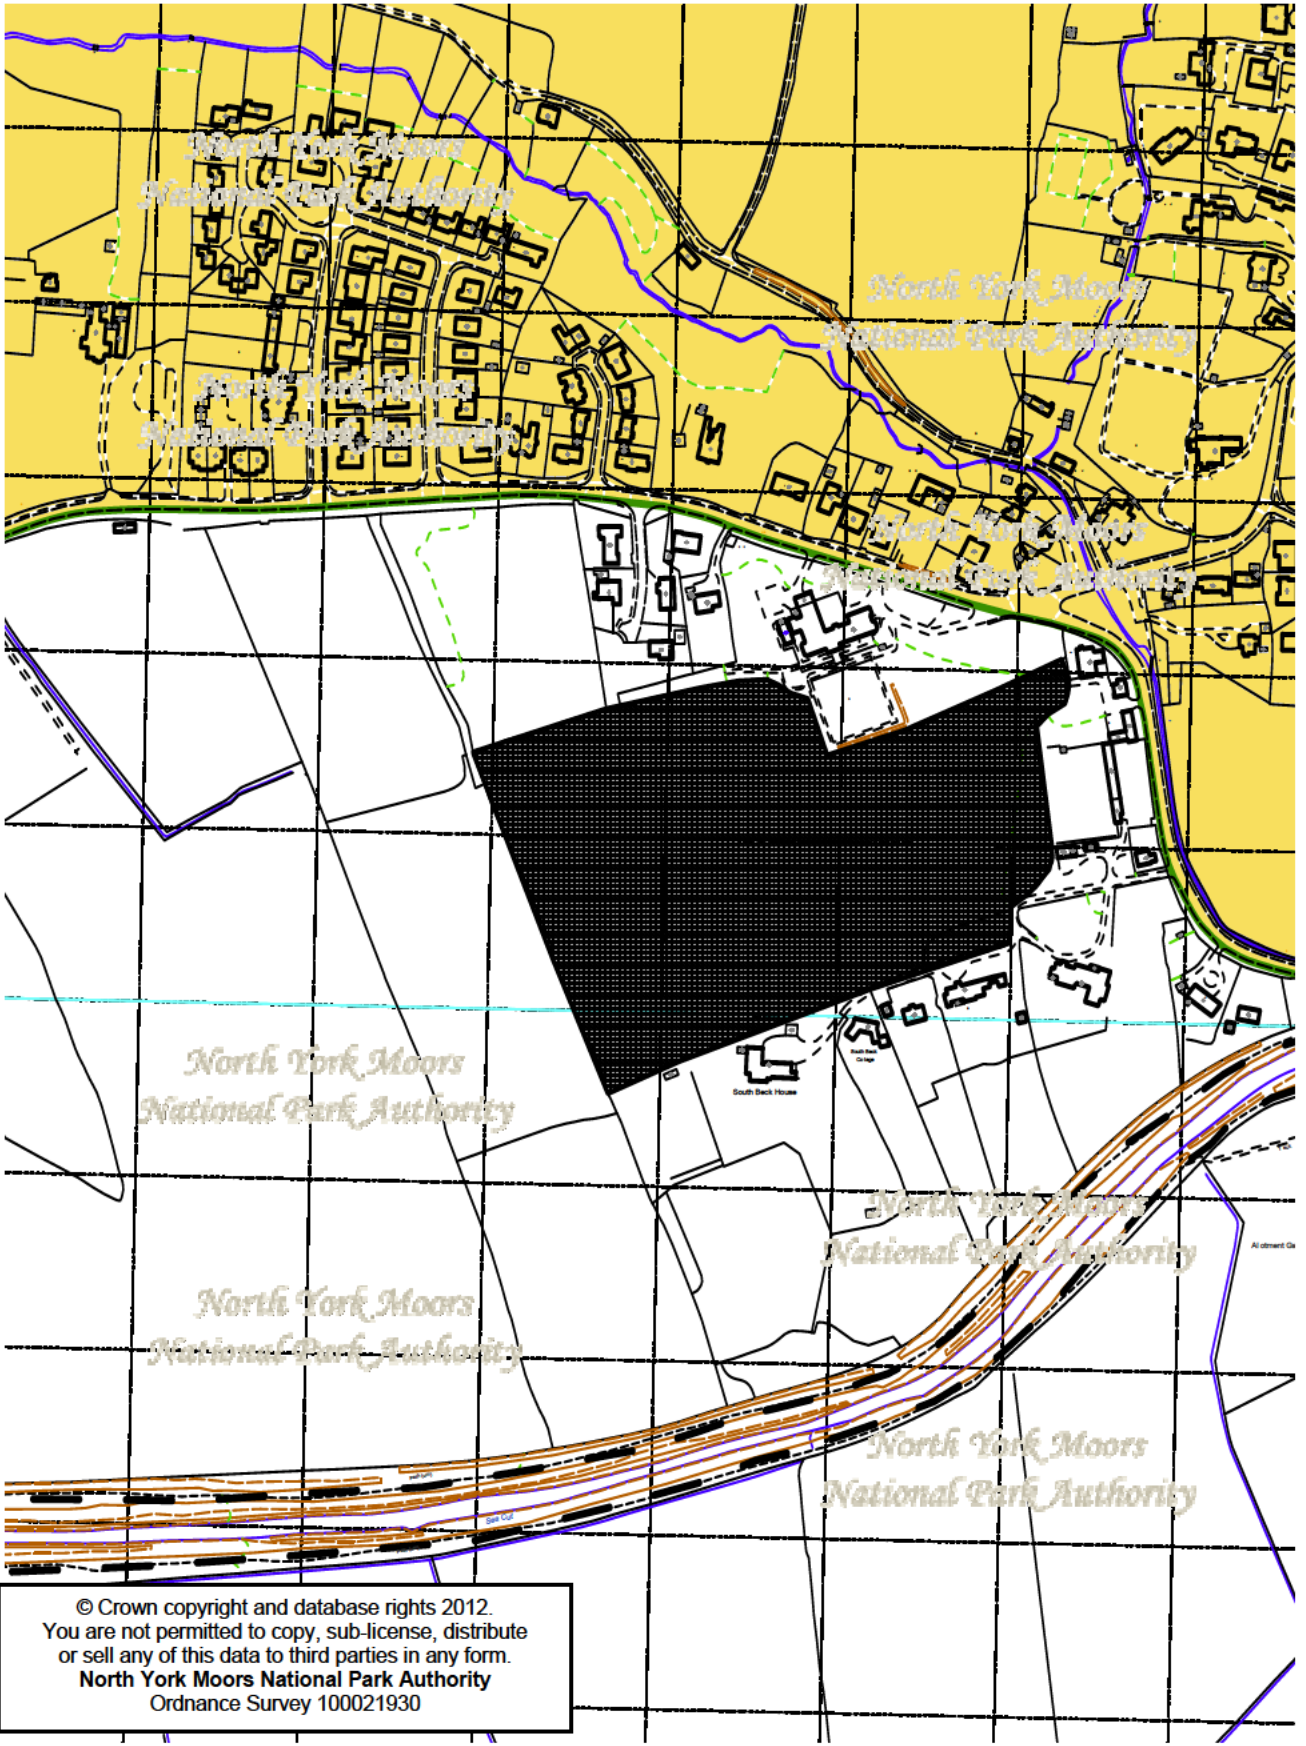 North York Moors
National Park Authority
North York Moors
National Park Authority
North York Moors
National Park Authority
North York Moors
National Park Authority
South Beck House
North York Moors
National Park Authority
North York Moors
National Park Authority
North York Moors
National Park Authority
North York Moors
National Park Authority
Sea Cut
© Crown copyright and database rights 2012.
You are not permitted to copy, sub-license, distribute
or sell any of this data to third parties in any form.
North York Moors National Park Authority
Ordnance Survey 100021930